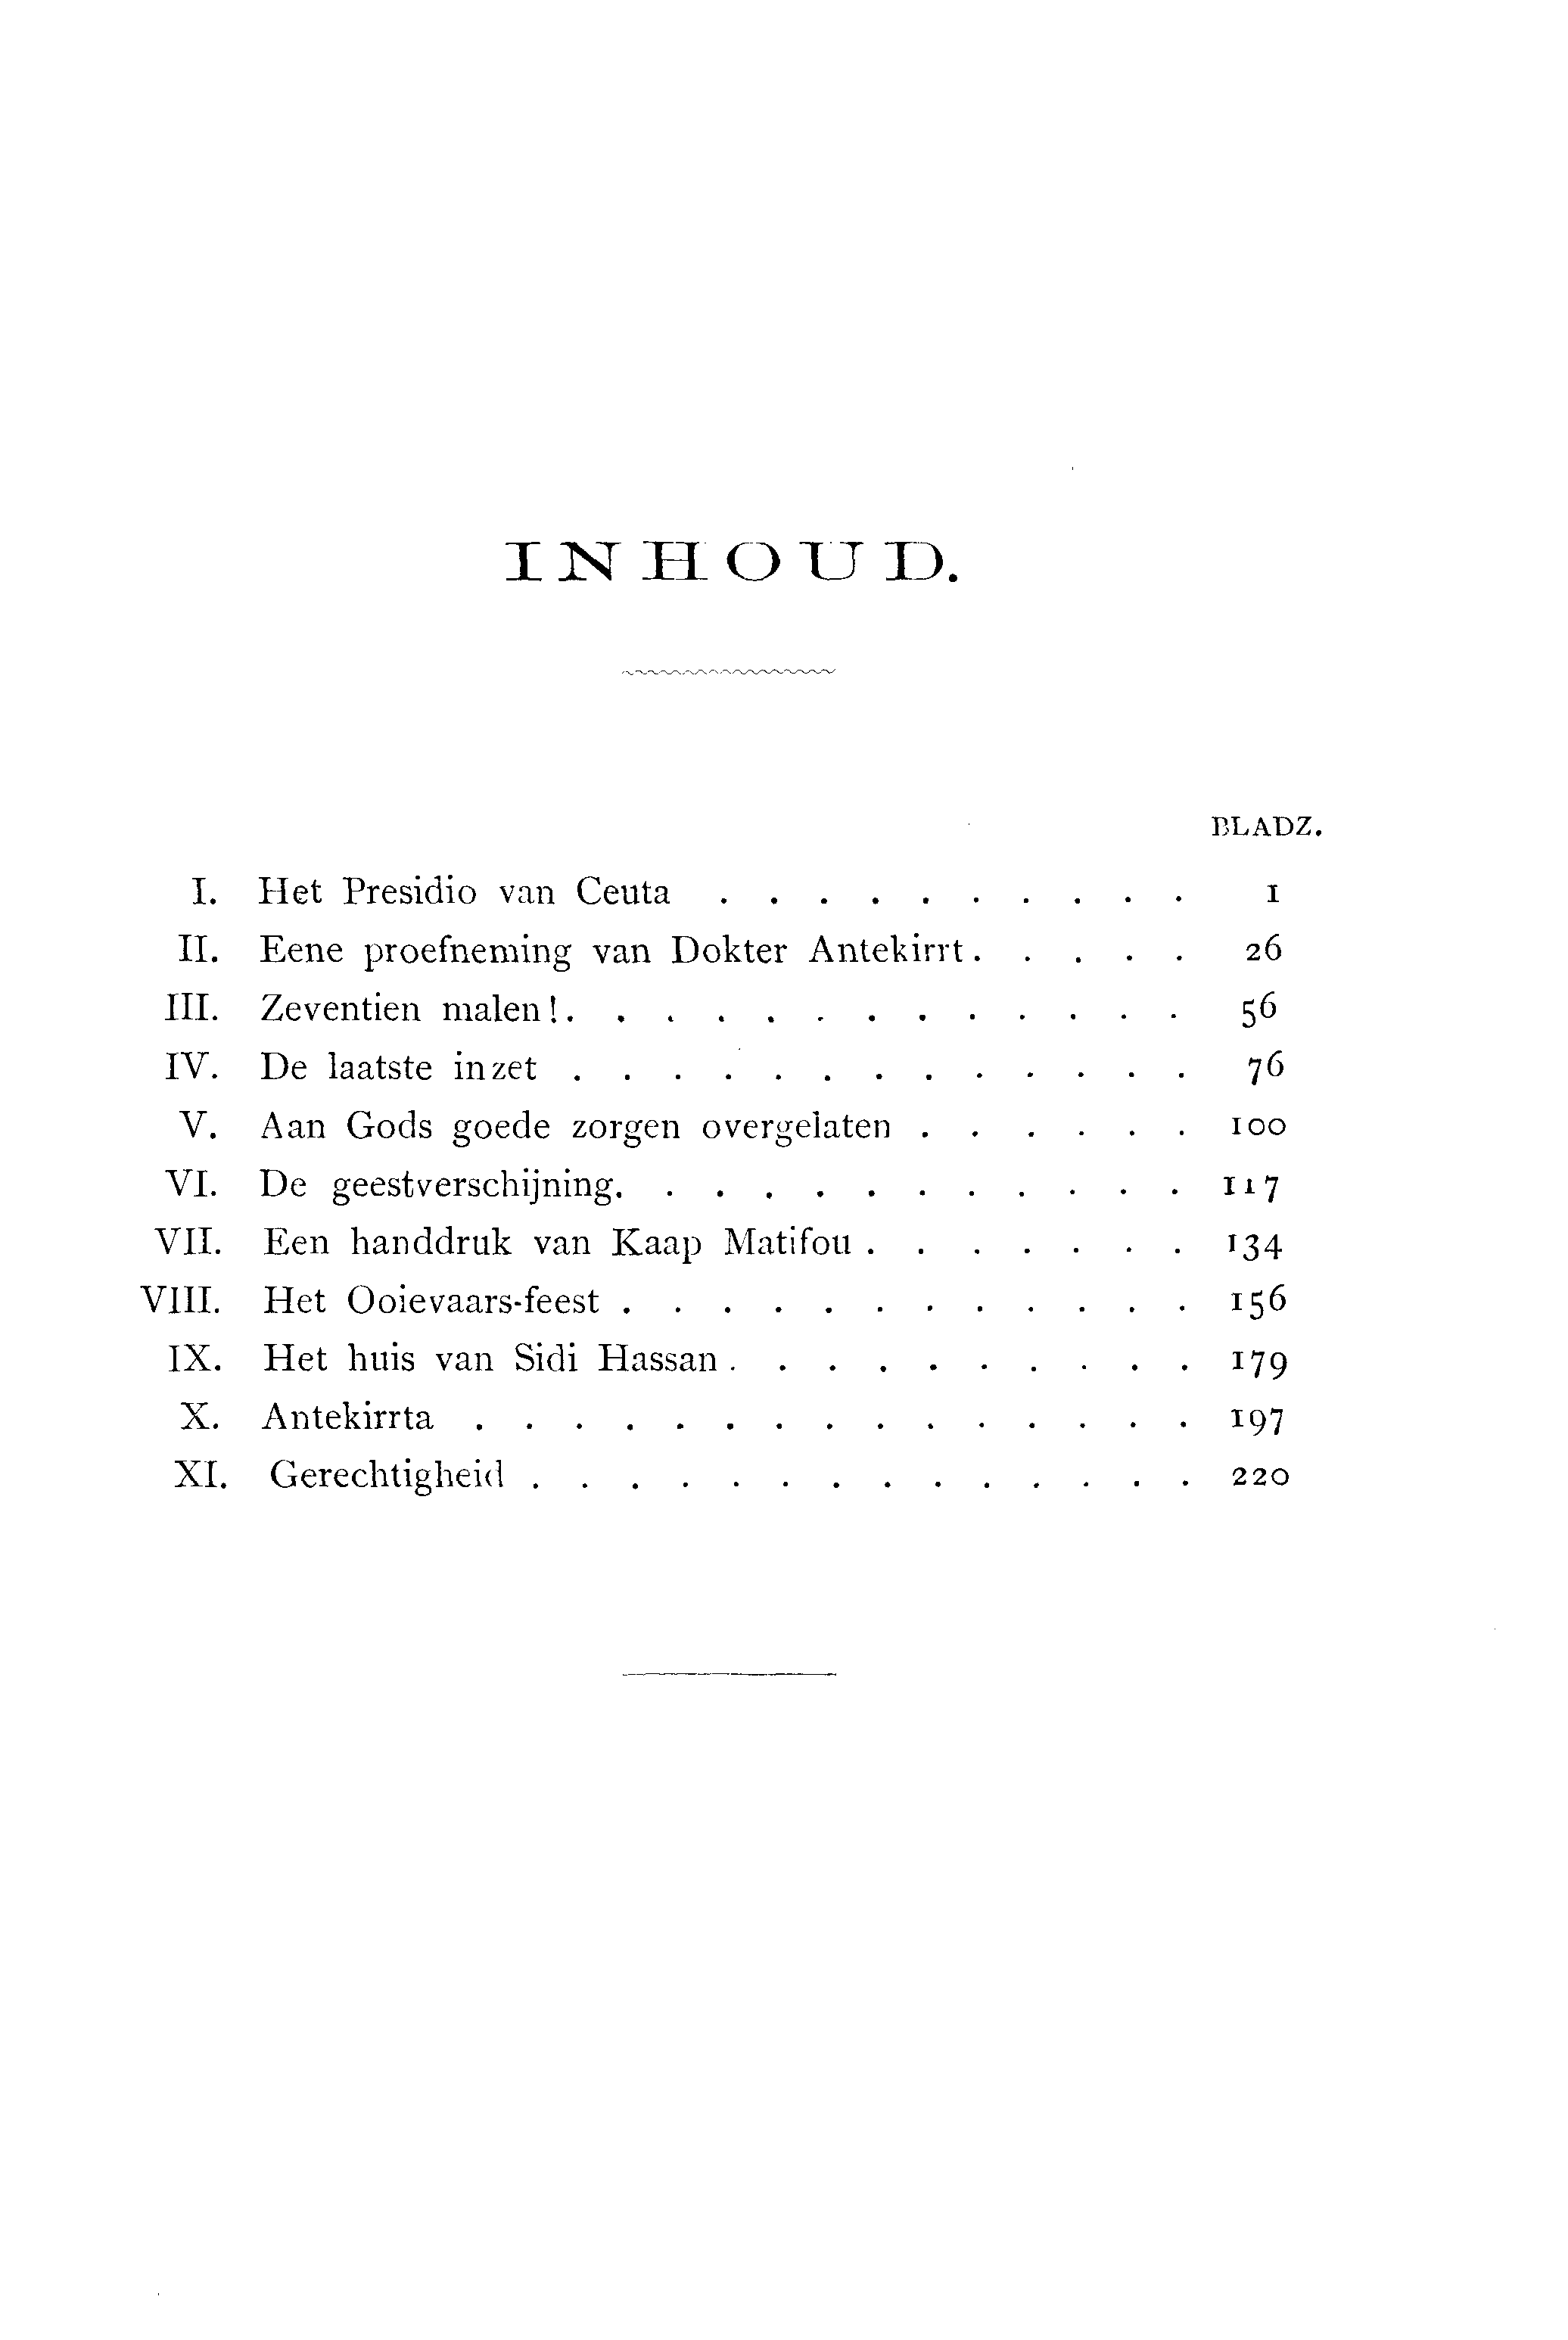 INHOUD.
BLADZ.
I. Het Presidio van Ceuta . . . . . . . . . . 1
II. Eene proefneming van Dokter Antekirrt. . . . . 26
III. Zeventien malen!. . . . . . . . . . . . . 56
IV. De laatste inzet . . . . . . . . . . . . . 76
V. Aan Gods goede zorgen overgelaten . . . . . . 100
VI. De geestverschijning. . . . . . . . . . . . 117
VII. Een handdruk van Kaap Matifou . . . . . . . 134
VIII. Het Ooievaars-feest . . . . . . . . . . . . 156
IX. Het huis van Sidi Hassan . . . . . . . . . . 179
X. Antekirrta . . . . . . . . . . . . . . . 197
XI. Gerechtigheid . . . . . . . . . . . . . . 220